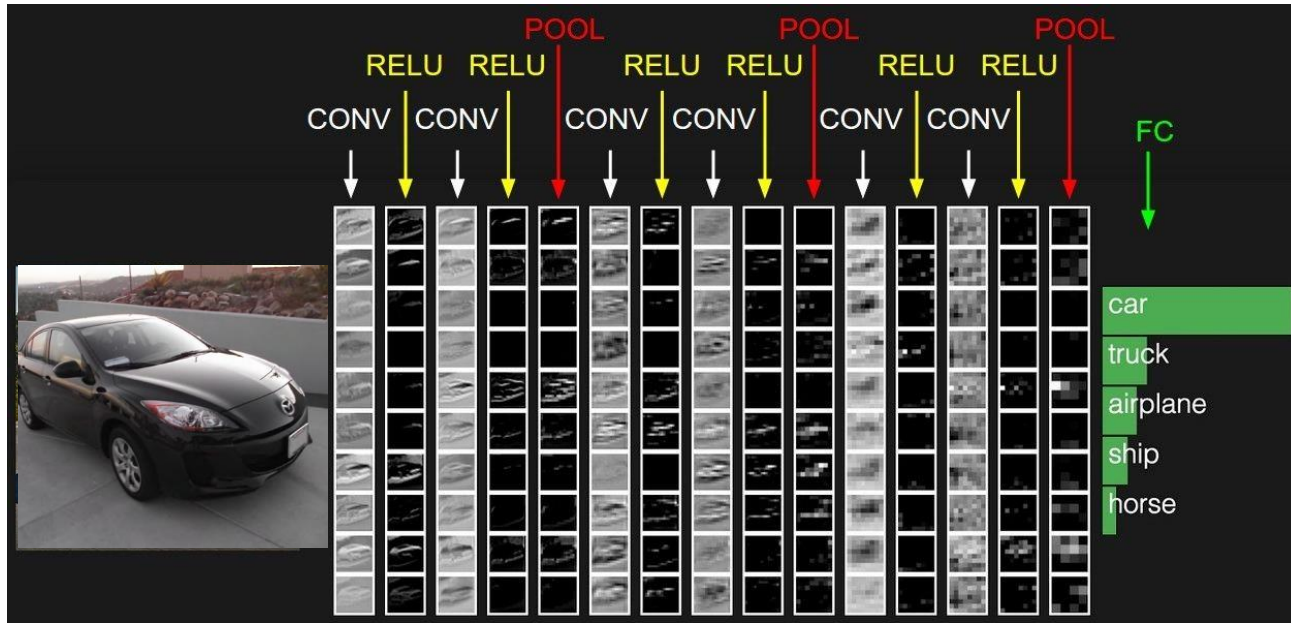 POOL POOL POOL
RELU RELU RELU RELU RELU RELU
CONV CONV CONV CONV CONV CONV
FC
car
truck
airplane
ship
horse